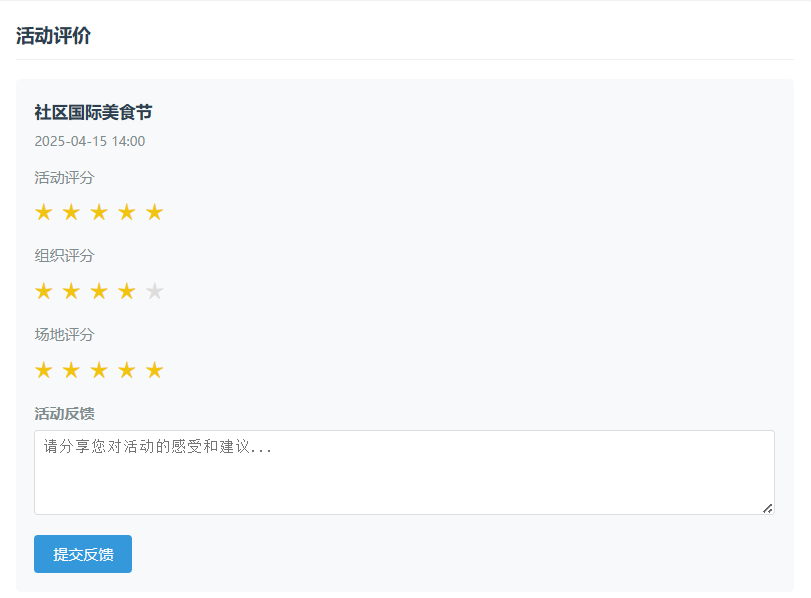 活动评价
社区国际美食节
2025-04-15 14:00
活动评分
★ ★ ★ ★ ★
组织评分
★ ★ ★ ★ ★
场地评分
★ ★ ★ ★ ★
活动反馈
请分享您对活动的感受和建议...
提交反馈